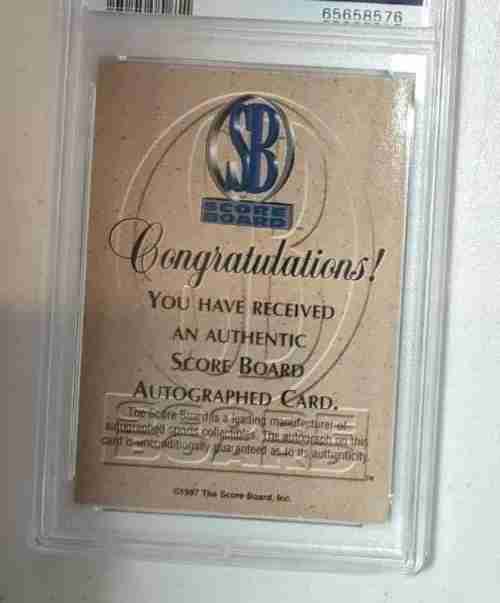 65658576
SB
SCORE
BOARD
Congratulations!
YOU HAVE RECEIVED
AN AUTHENTIC
SCORE BOARD
AUTOGRAPHED CARD.
The Score Board is a leading manufacturer of
autographed sports collectibles. The autograph on this
card is unconditionally guaranteed as to its authenticity.
BOARD
TM
©1997 The Score Board, Inc.